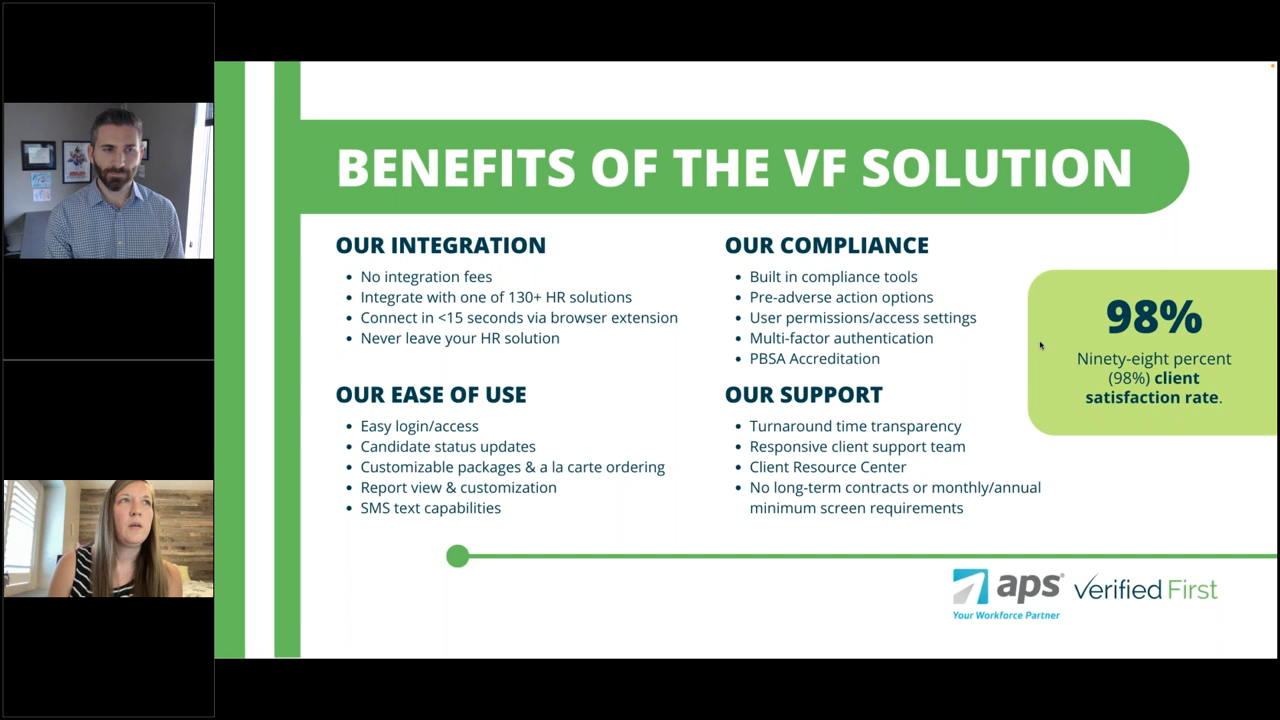 BENEFITS OF THE VF SOLUTION
OUR INTEGRATION
No integration fees
Integrate with one of 130+ HR solutions
Connect in <15 seconds via browser extension
Never leave your HR solution
OUR EASE OF USE
Easy login/access
Candidate status updates
Customizable packages & a la carte ordering
Report view & customization
SMS text capabilities
OUR COMPLIANCE
Built in compliance tools
Pre-adverse action options
User permissions/access settings
Multi-factor authentication
PBSA Accreditation
OUR SUPPORT
Turnaround time transparency
Responsive client support team
Client Resource Center
No long-term contracts or monthly/annual
minimum screen requirements
98%
Ninety-eight percent
(98%) client
satisfaction rate.
aps®
Your Workforce Partner
Verified First